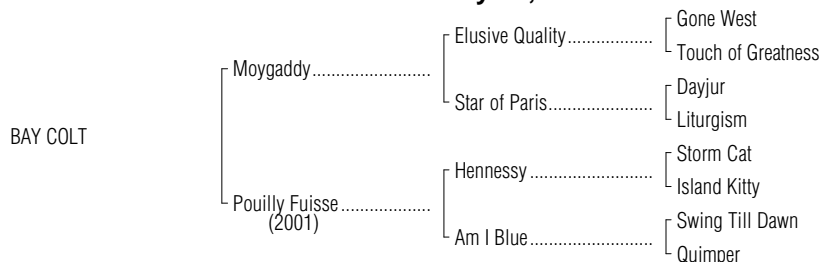 Gone West
Elusive Quality..................
Touch of Greatness
Moygaddy.........................
Dayjur
Star of Paris......................
Liturgism
BAY COLT
Storm Cat
Hennessy.........................
Island Kitty
Pouilly Fuisse...................
(2001)
Swing Till Dawn
Am I Blue.........................
Quimper